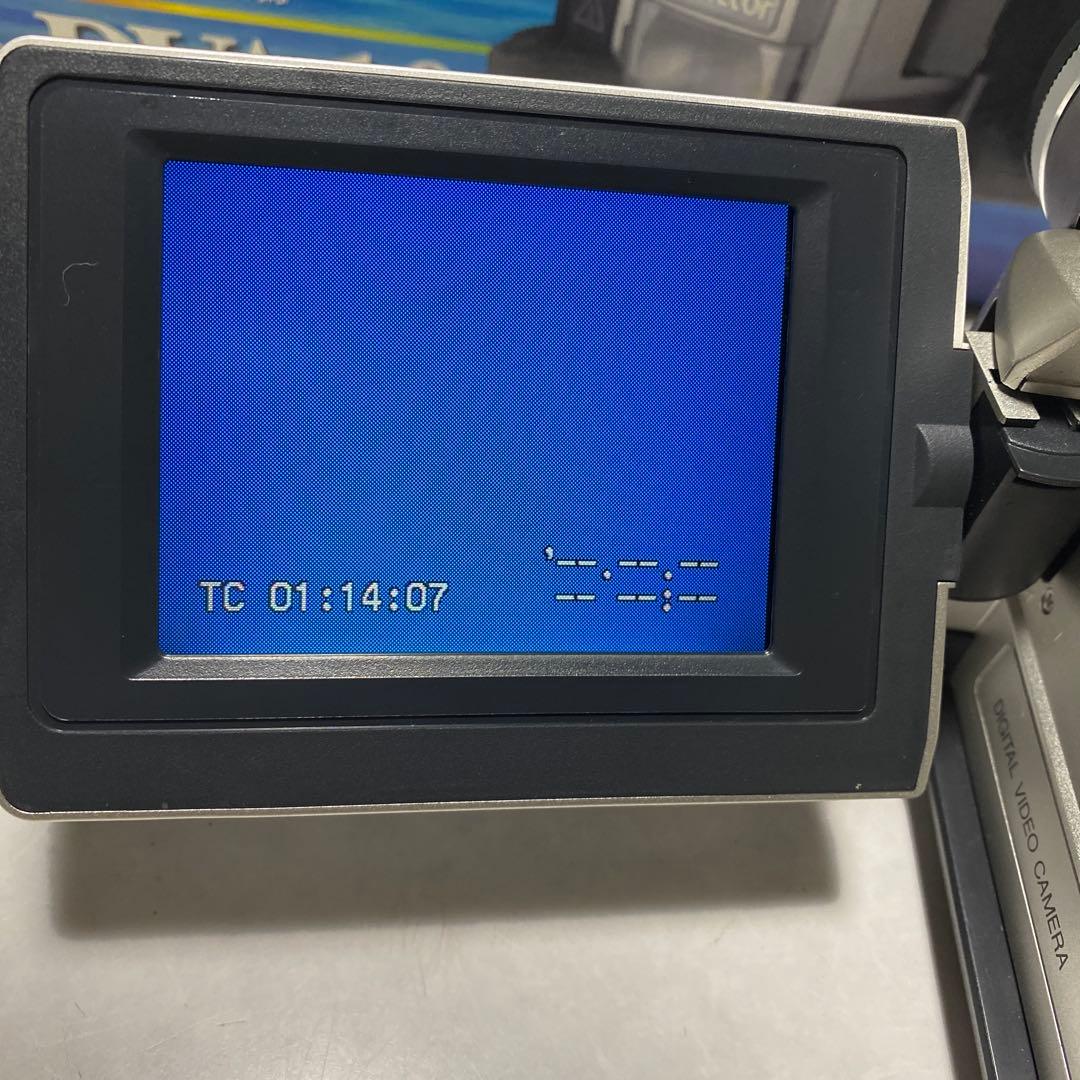 TC 01:14:07
'--.--:--
-- --:--
DIGITAL VIDEO CAMERA